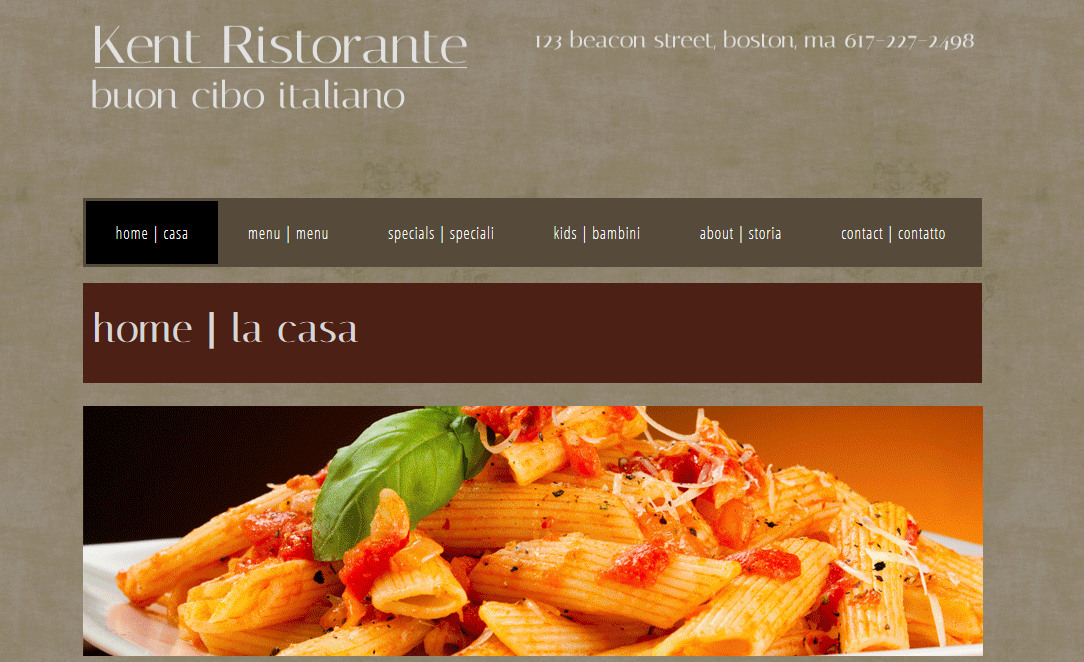 Kent Ristorante
123 beacon street, boston, ma 617-227-2498
buon cibo italiano
home | casa menu | menu specials | speciali kids | bambini about | storia contact | contatto
home | la casa